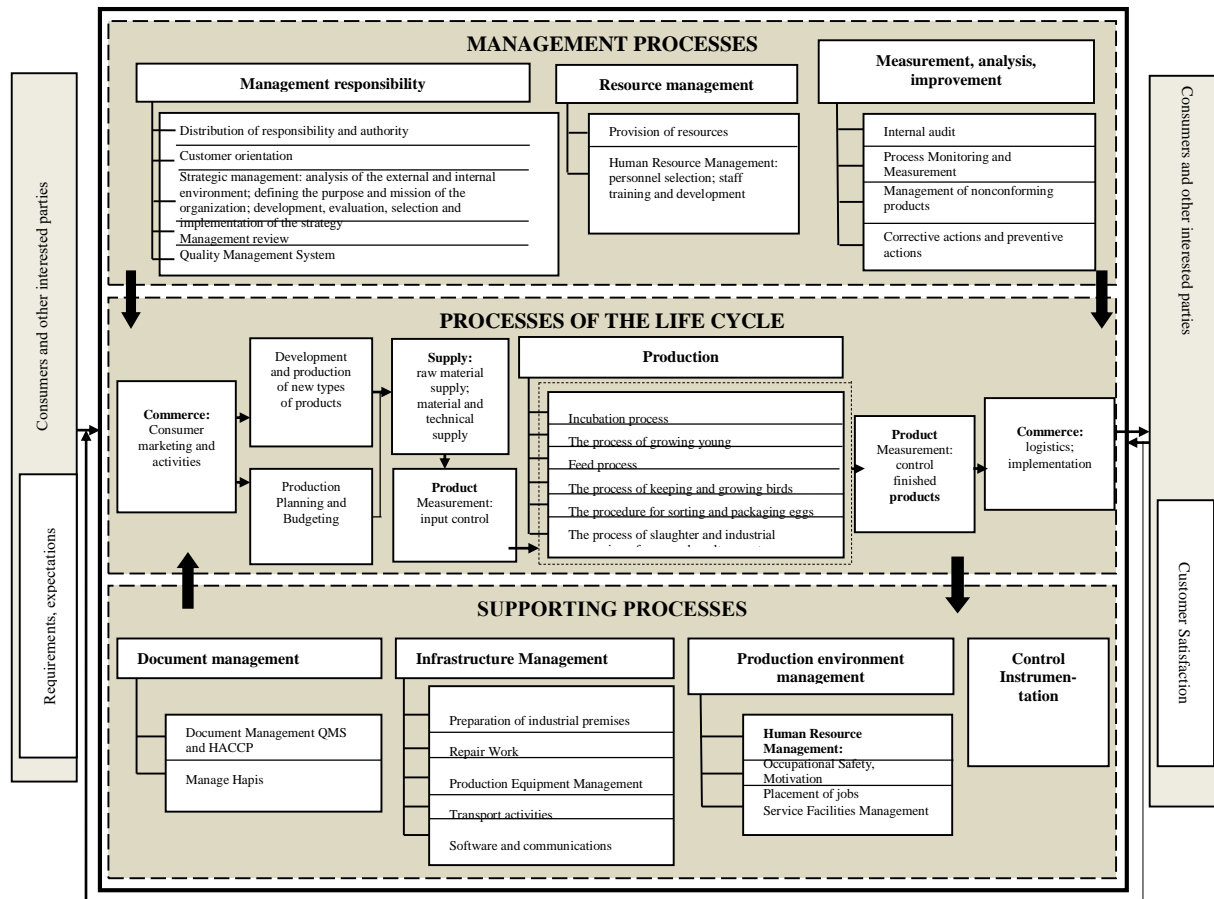 Consumers and other interested parties
Requirements, expectations
MANAGEMENT PROCESSES
Management responsibility
Distribution of responsibility and authority
Customer orientation
Strategic management: analysis of the external and internal
environment; defining the purpose and mission of the
organization; development, evaluation, selection and
implementation of the strategy
Management review
Quality Management System
Resource management
Provision of resources
Human Resource Management:
personnel selection; staff
training and development
Measurement, analysis,
improvement
Internal audit
Process Monitoring and
Measurement
Management of nonconforming
products
Corrective actions and preventive
actions
PROCESSES OF THE LIFE CYCLE
Commerce:
Consumer
marketing and
activities
Development
and production
of new types
of products
Production
Planning and
Budgeting
Supply:
raw material
supply;
material and
technical
supply
Product
Measurement:
input control
Production
Incubation process
The process of growing young
Feed process
The process of keeping and growing birds
The procedure for sorting and packaging eggs
The process of slaughter and industrial
Product
Measurement:
control
finished
products
Commerce:
logistics;
implementation
SUPPORTING PROCESSES
Document management
Document Management QMS
and HACCP
Manage Hapis
Infrastructure Management
Preparation of industrial premises
Repair Work
Production Equipment Management
Transport activities
Software and communications
Production environment
management
Human Resource
Management:
Occupational Safety,
Motivation
Placement of jobs
Service Facilities Management
Control
Instrumen-
tation
Consumers and other interested parties
Customer Satisfaction